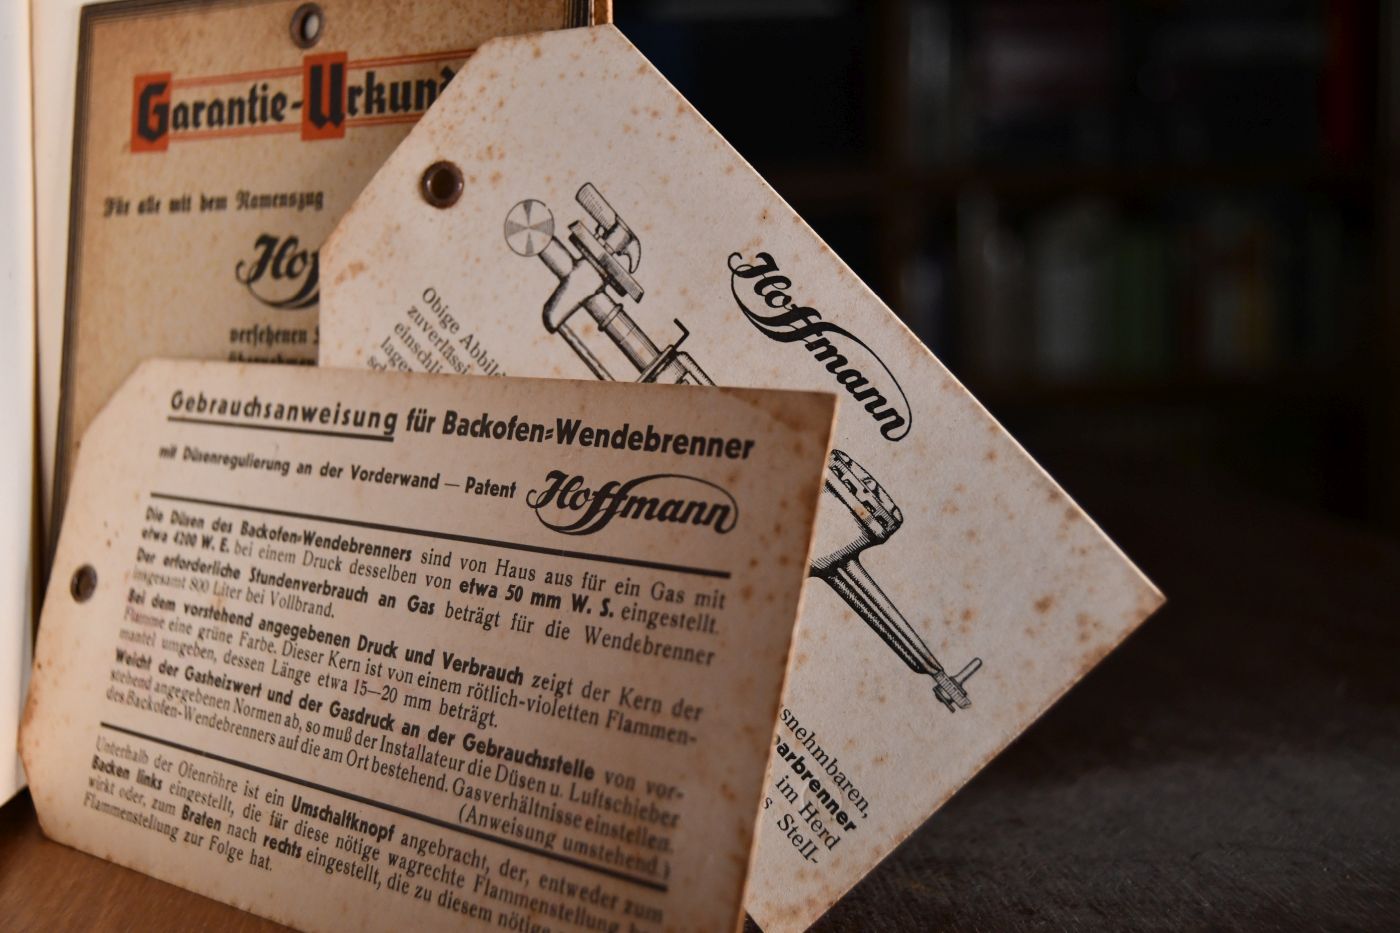 Garantie-Urkund
Für alle mit dem Namenszug
Hof
versehenen
übernehmen
Hoffmann
Obige Abbild
zuverlässi
einschli
lager
sch
snehmbaren,
parbrenner
im Herd
s Stell-
Gebrauchsanweisung für Backofen-Wendebrenner
mit Düsenregulierung an der Vorderwand — Patent Hoffmann
Die Düsen des Backofen-Wendebrenners sind von Haus aus für ein Gas mit
etwa 4200 W. E. bei einem Druck desselben von etwa 50 mm W. S. eingestellt.
Der erforderliche Stundenverbrauch an Gas beträgt für die Wendebrenner
insgesamt 800 Liter bei Vollbrand.
Bei dem vorstehend angegebenen Druck und Verbrauch zeigt der Kern der
Flamme eine grüne Farbe. Dieser Kern ist von einem rötlich-violetten Flammen-
mantel umgeben, dessen Länge etwa 15—20 mm beträgt.
Weicht der Gasheizwert und der Gasdruck an der Gebrauchsstelle von vor-
stehend angegebenen Normen ab, so muß der Installateur die Düsen u. Luftschieber
des Backofen-Wendebrenners auf die am Ort bestehend. Gasverhältnisse einstellen.
(Anweisung umstehend.)
Unterhalb der Ofenröhre ist ein Umschaltknopf angebracht, der, entweder zum
Backen links eingestellt, die für diese nötige wagrechte Flammenstellung be
wirkt oder, zum Braten nach rechts eingestellt, die zu diesem nötige
Flammenstellung zur Folge hat.